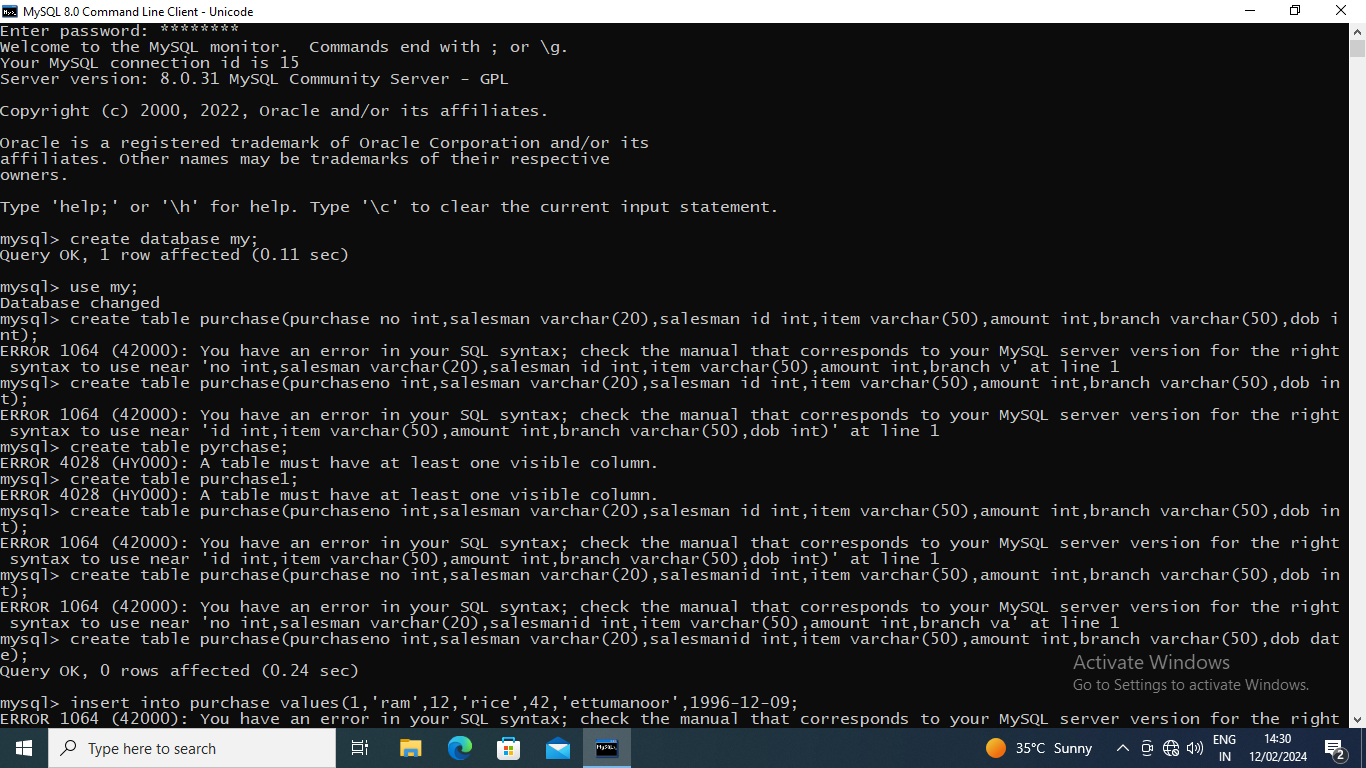 MySQL 8.0 Command Line Client - Unicode
Enter password: ********
Welcome to the MySQL monitor.  Commands end with ; or \g.
Your MySQL connection id is 15
Server version: 8.0.31 MySQL Community Server - GPL
Copyright (c) 2000, 2022, Oracle and/or its affiliates.
Oracle is a registered trademark of Oracle Corporation and/or its
affiliates. Other names may be trademarks of their respective
owners.
Type 'help;' or '\h' for help. Type '\c' to clear the current input statement.
mysql> create database my;
Query OK, 1 row affected (0.11 sec)
mysql> use my;
Database changed
mysql> create table purchase(purchase no int,salesman varchar(20),salesman id int,item varchar(50),amount int,branch varchar(50),dob i
nt);
ERROR 1064 (42000): You have an error in your SQL syntax; check the manual that corresponds to your MySQL server version for the right
 syntax to use near 'no int,salesman varchar(20),salesman id int,item varchar(50),amount int,branch v' at line 1
mysql> create table purchase(purchaseno int,salesman varchar(20),salesman id int,item varchar(50),amount int,branch varchar(50),dob in
t);
ERROR 1064 (42000): You have an error in your SQL syntax; check the manual that corresponds to your MySQL server version for the right
 syntax to use near 'id int,item varchar(50),amount int,branch varchar(50),dob int)' at line 1
mysql> create table pyrchase;
ERROR 4028 (HY000): A table must have at least one visible column.
mysql> create table purchase1;
ERROR 4028 (HY000): A table must have at least one visible column.
mysql> create table purchase(purchaseno int,salesman varchar(20),salesman id int,item varchar(50),amount int,branch varchar(50),dob in
t);
ERROR 1064 (42000): You have an error in your SQL syntax; check the manual that corresponds to your MySQL server version for the right
 syntax to use near 'id int,item varchar(50),amount int,branch varchar(50),dob int)' at line 1
mysql> create table purchase(purchase no int,salesman varchar(20),salesmanid int,item varchar(50),amount int,branch varchar(50),dob in
t);
ERROR 1064 (42000): You have an error in your SQL syntax; check the manual that corresponds to your MySQL server version for the right
 syntax to use near 'no int,salesman varchar(20),salesmanid int,item varchar(50),amount int,branch va' at line 1
mysql> create table purchase(purchaseno int,salesman varchar(20),salesmanid int,item varchar(50),amount int,branch varchar(50),dob dat
e);
Query OK, 0 rows affected (0.24 sec)
Activate Windows
Go to Settings to activate Windows.
mysql> insert into purchase values(1,'ram',12,'rice',42,'ettumanoor',1996-12-09;
ERROR 1064 (42000): You have an error in your SQL syntax; check the manual that corresponds to your MySQL server version for the right
Type here to search
35°C Sunny
ENG
IN
14:30
12/02/2024
2